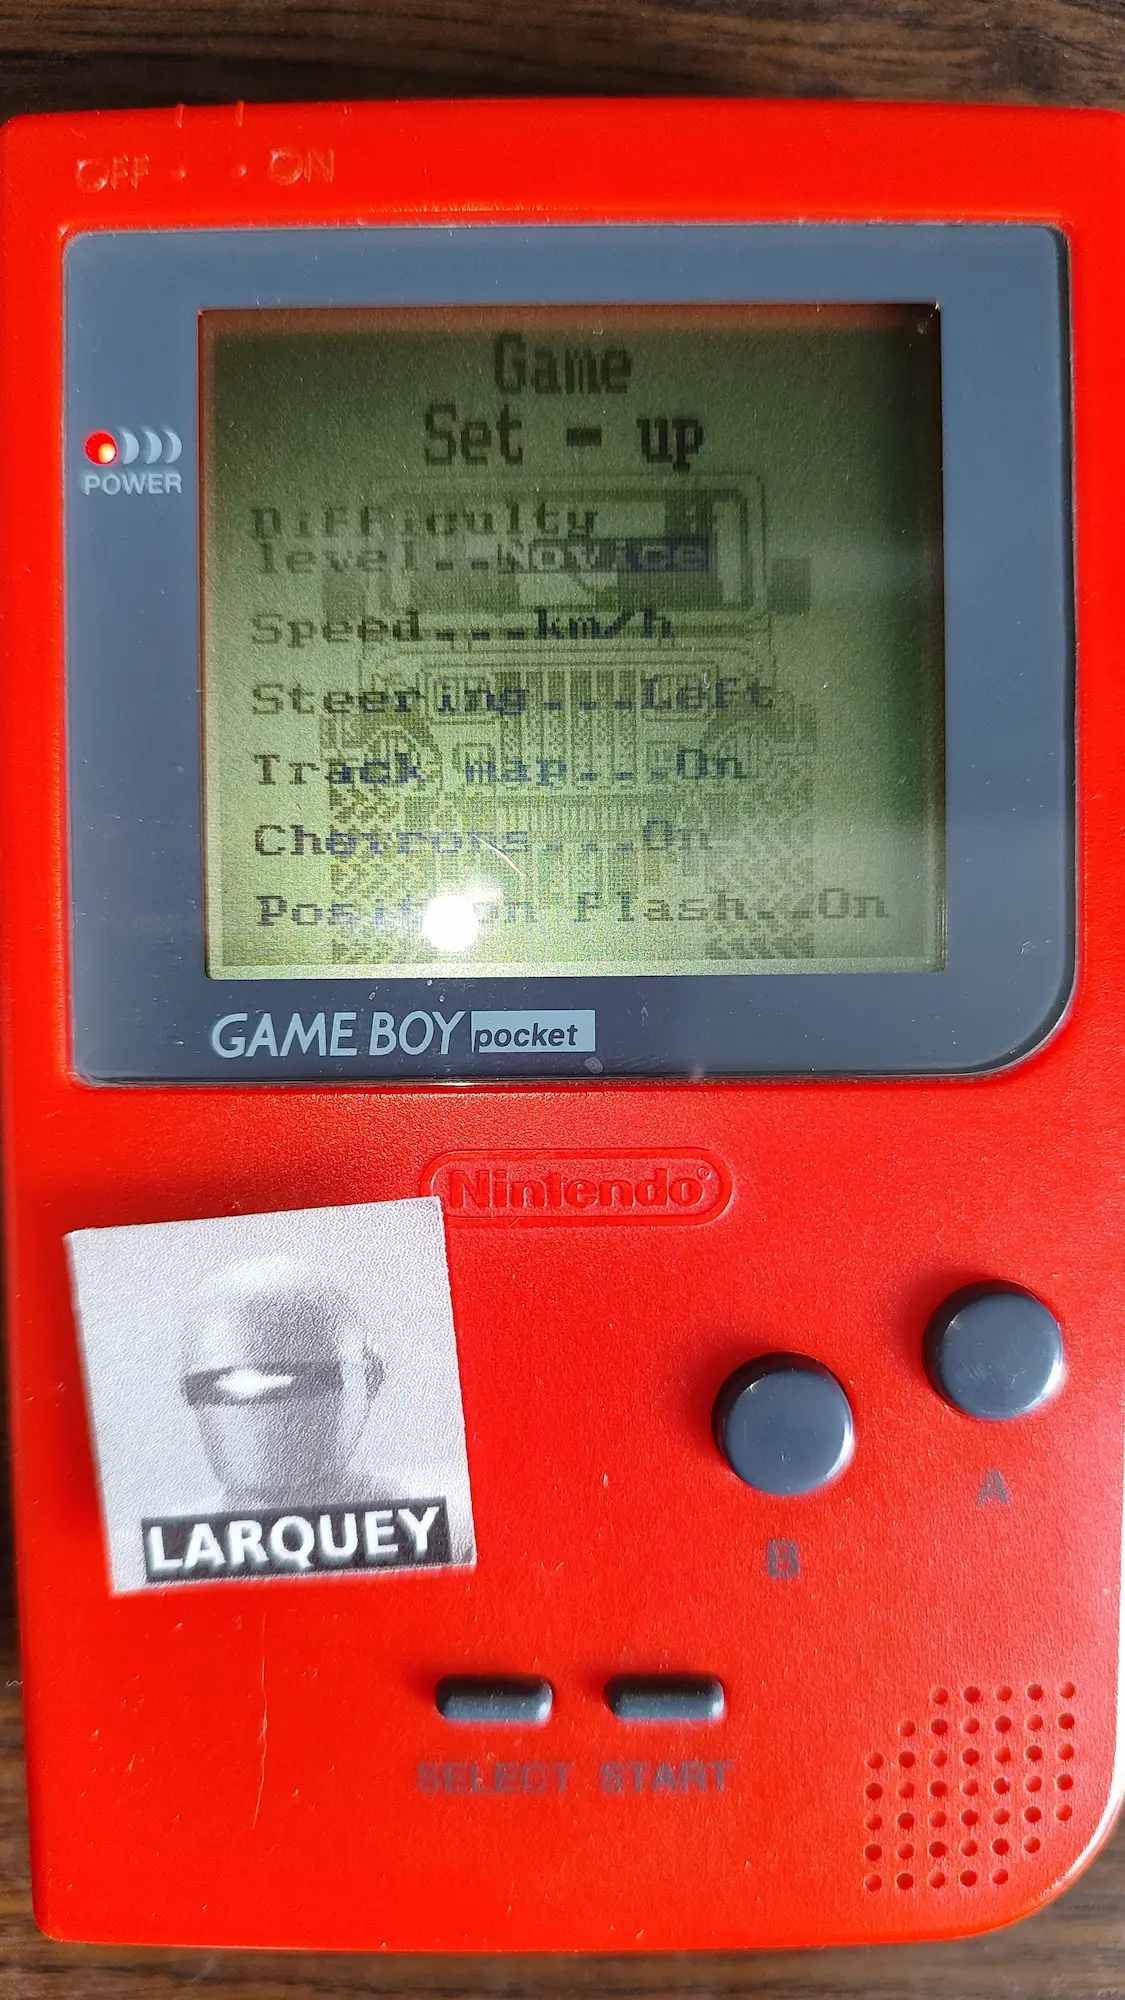 OFF ON
POWER
Game
Set - up
Difficulty
level..Novice
Speed...km/h
Steering...Left
Track map...On
Chevrons....On
Position Flash..On
GAME BOY pocket
Nintendo®
LARQUEY
A
B
SELECT START